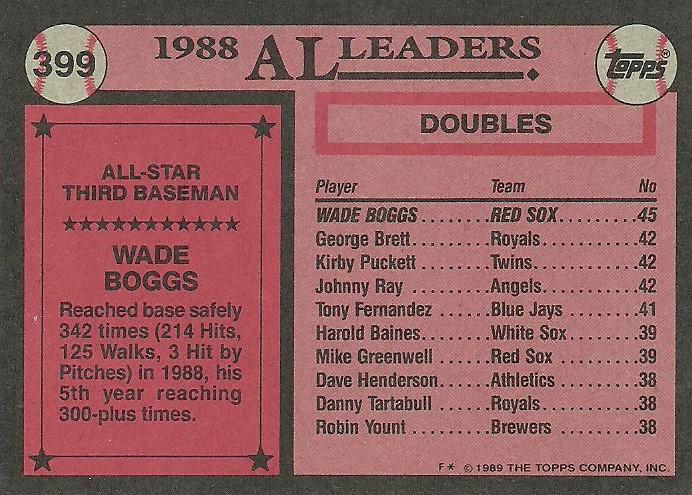 399
1988 AL LEADERS
TOPPS®
ALL-STAR
THIRD BASEMAN
WADE
BOGGS
Reached base safely
342 times (214 Hits,
125 Walks, 3 Hit by
Pitches) in 1988, his
5th year reaching
300-plus times.
DOUBLES
Player Team No
WADE BOGGS........RED SOX.........45
George Brett........Royals............42
Kirby Puckett........Twins.............42
Johnny Ray.........Angels............42
Tony Fernandez.....Blue Jays........41
Harold Baines.......White Sox........39
Mike Greenwell.....Red Sox..........39
Dave Henderson.....Athletics.........38
Danny Tartabull.....Royals............38
Robin Yount.........Brewers..........38
F* © 1989 THE TOPPS COMPANY, INC.